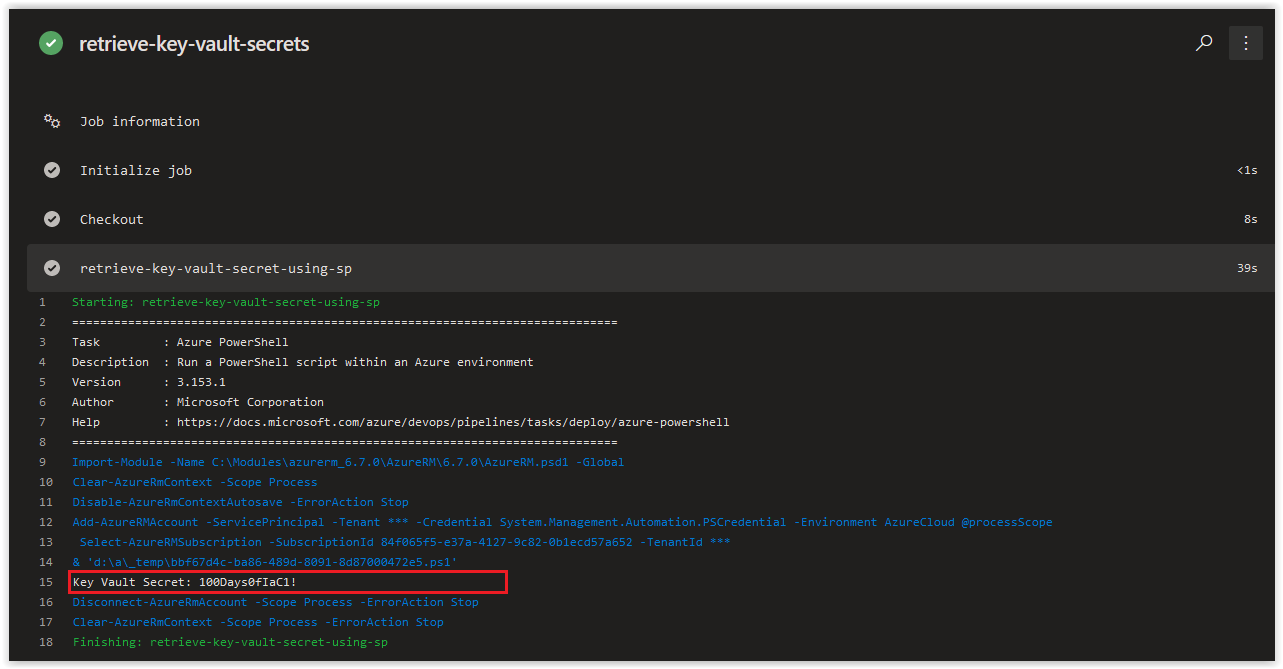 retrieve-key-vault-secrets
Job information
Initialize job <1s
Checkout 8s
retrieve-key-vault-secret-using-sp 39s
1 Starting: retrieve-key-vault-secret-using-sp
2 ==============================================================================
3 Task : Azure PowerShell
4 Description : Run a PowerShell script within an Azure environment
5 Version : 3.153.1
6 Author : Microsoft Corporation
7 Help : https://docs.microsoft.com/azure/devops/pipelines/tasks/deploy/azure-powershell
8 ==============================================================================
9 Import-Module -Name C:\Modules\azurerm_6.7.0\AzureRM\6.7.0\AzureRM.psd1 -Global
10 Clear-AzureRmContext -Scope Process
11 Disable-AzureRmContextAutosave -ErrorAction Stop
12 Add-AzureRMAccount -ServicePrincipal -Tenant *** -Credential System.Management.Automation.PSCredential -Environment AzureCloud @processScope
13 Select-AzureRMSubscription -SubscriptionId 84f065f5-e37a-4127-9c82-0b1ecd57a652 -TenantId ***
14 & 'd:\a\_temp\bbf67d4c-ba86-489d-8091-8d87000472e5.ps1'
15 Key Vault Secret: 100Days0fIaC1!
16 Disconnect-AzureRmAccount -Scope Process -ErrorAction Stop
17 Clear-AzureRmContext -Scope Process -ErrorAction Stop
18 Finishing: retrieve-key-vault-secret-using-sp